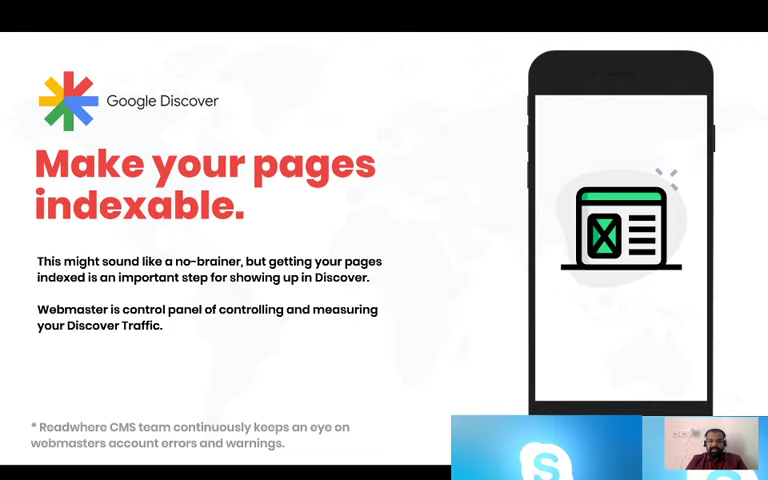 Google Discover
Make your pages
indexable.
This might sound like a no-brainer, but getting your pages
indexed is an important step for showing up in Discover.
Webmaster is control panel of controlling and measuring
your Discover Traffic.
* Readwhere CMS team continuously keeps an eye on
webmasters account errors and warnings.
S